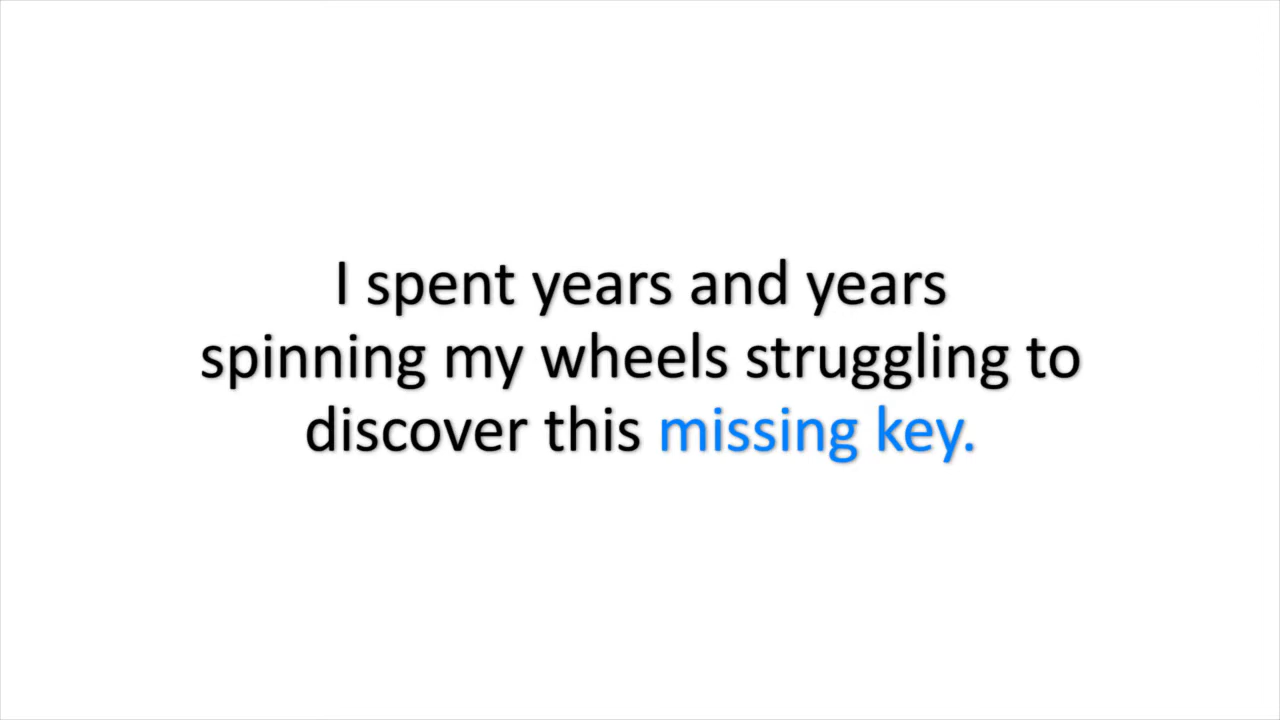 I spent years and years
spinning my wheels struggling to
discover this missing key.